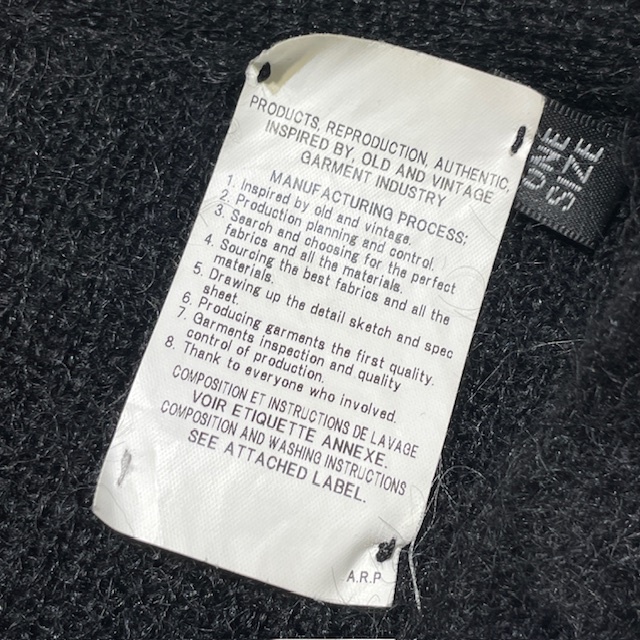 PRODUCTS, REPRODUCTION, AUTHENTIC,
INSPIRED BY, OLD AND VINTAGE
GARMENT INDUSTRY
MANUFACTURING PROCESS;
1. Inspired by old and vintage.
2. Production planning and control.
3. Search and choosing for the perfect
fabrics and all the materials.
4. Sourcing the best fabrics and all the
materials.
5. Drawing up the detail sketch and spec
sheet.
6. Producing garments the first quality.
7. Garments inspection and quality
control of production.
8. Thank to everyone who involved.
COMPOSITION ET INSTRUCTIONS DE LAVAGE
VOIR ETIQUETTE ANNEXE.
COMPOSITION AND WASHING INSTRUCTIONS
SEE ATTACHED LABEL.
A.R.P
ONE
SIZE